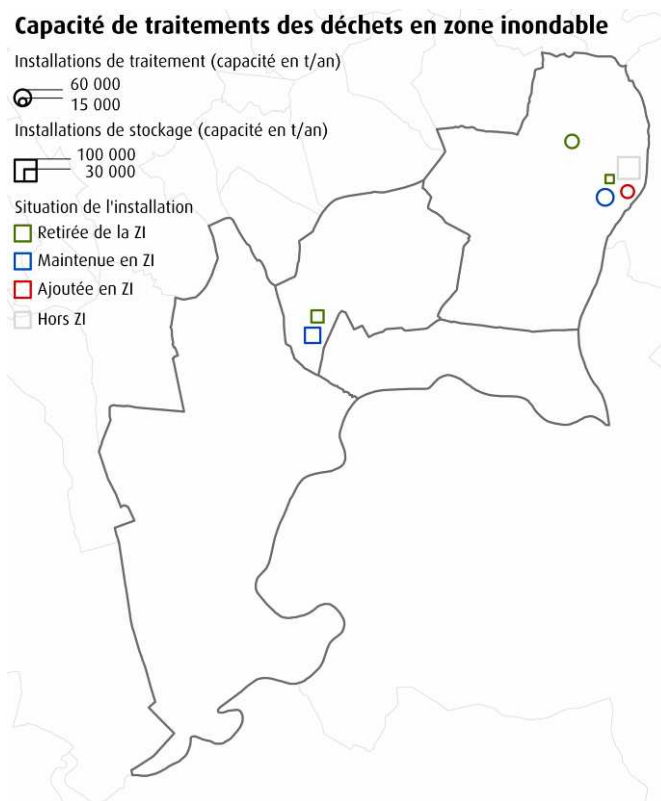 Capacité de traitements des déchets en zone inondable
Installations de traitement (capacité en t/an)
60 000
15 000
Installations de stockage (capacité en t/an)
100 000
30 000
Situation de l'installation
Retirée de la ZI
Maintenue en ZI
Ajoutée en ZI
Hors ZI